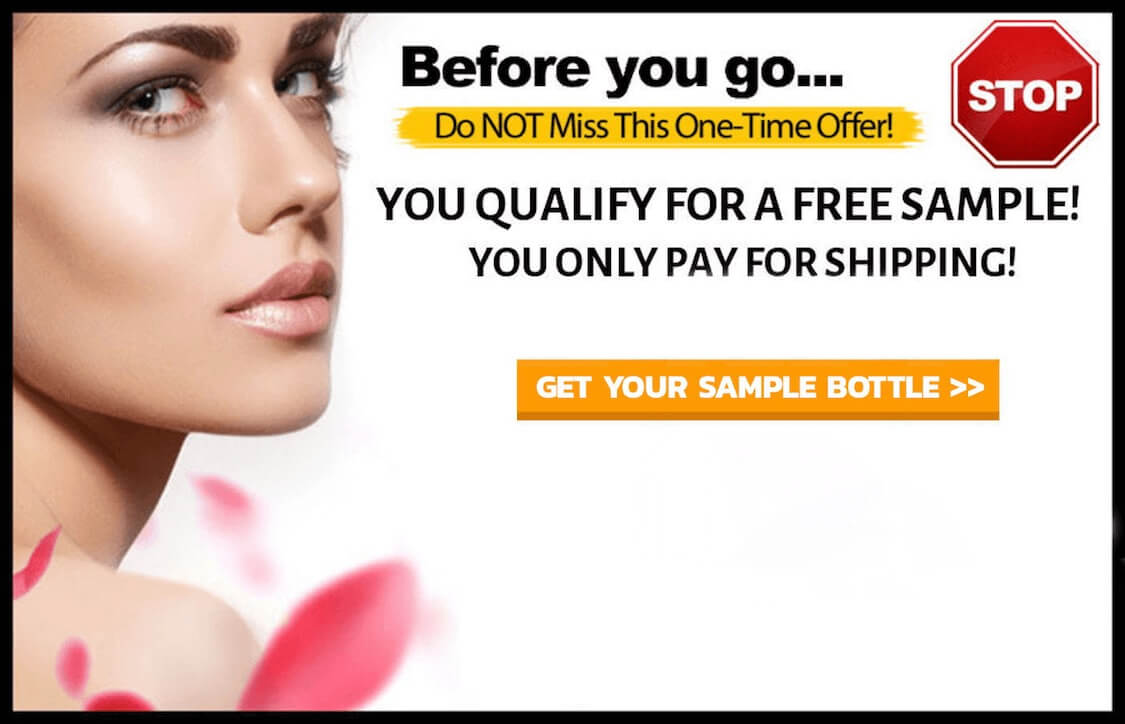 Before you go...
STOP
Do NOT Miss This One-Time Offer!
YOU QUALIFY FOR A FREE SAMPLE!
YOU ONLY PAY FOR SHIPPING!
GET YOUR SAMPLE BOTTLE >>